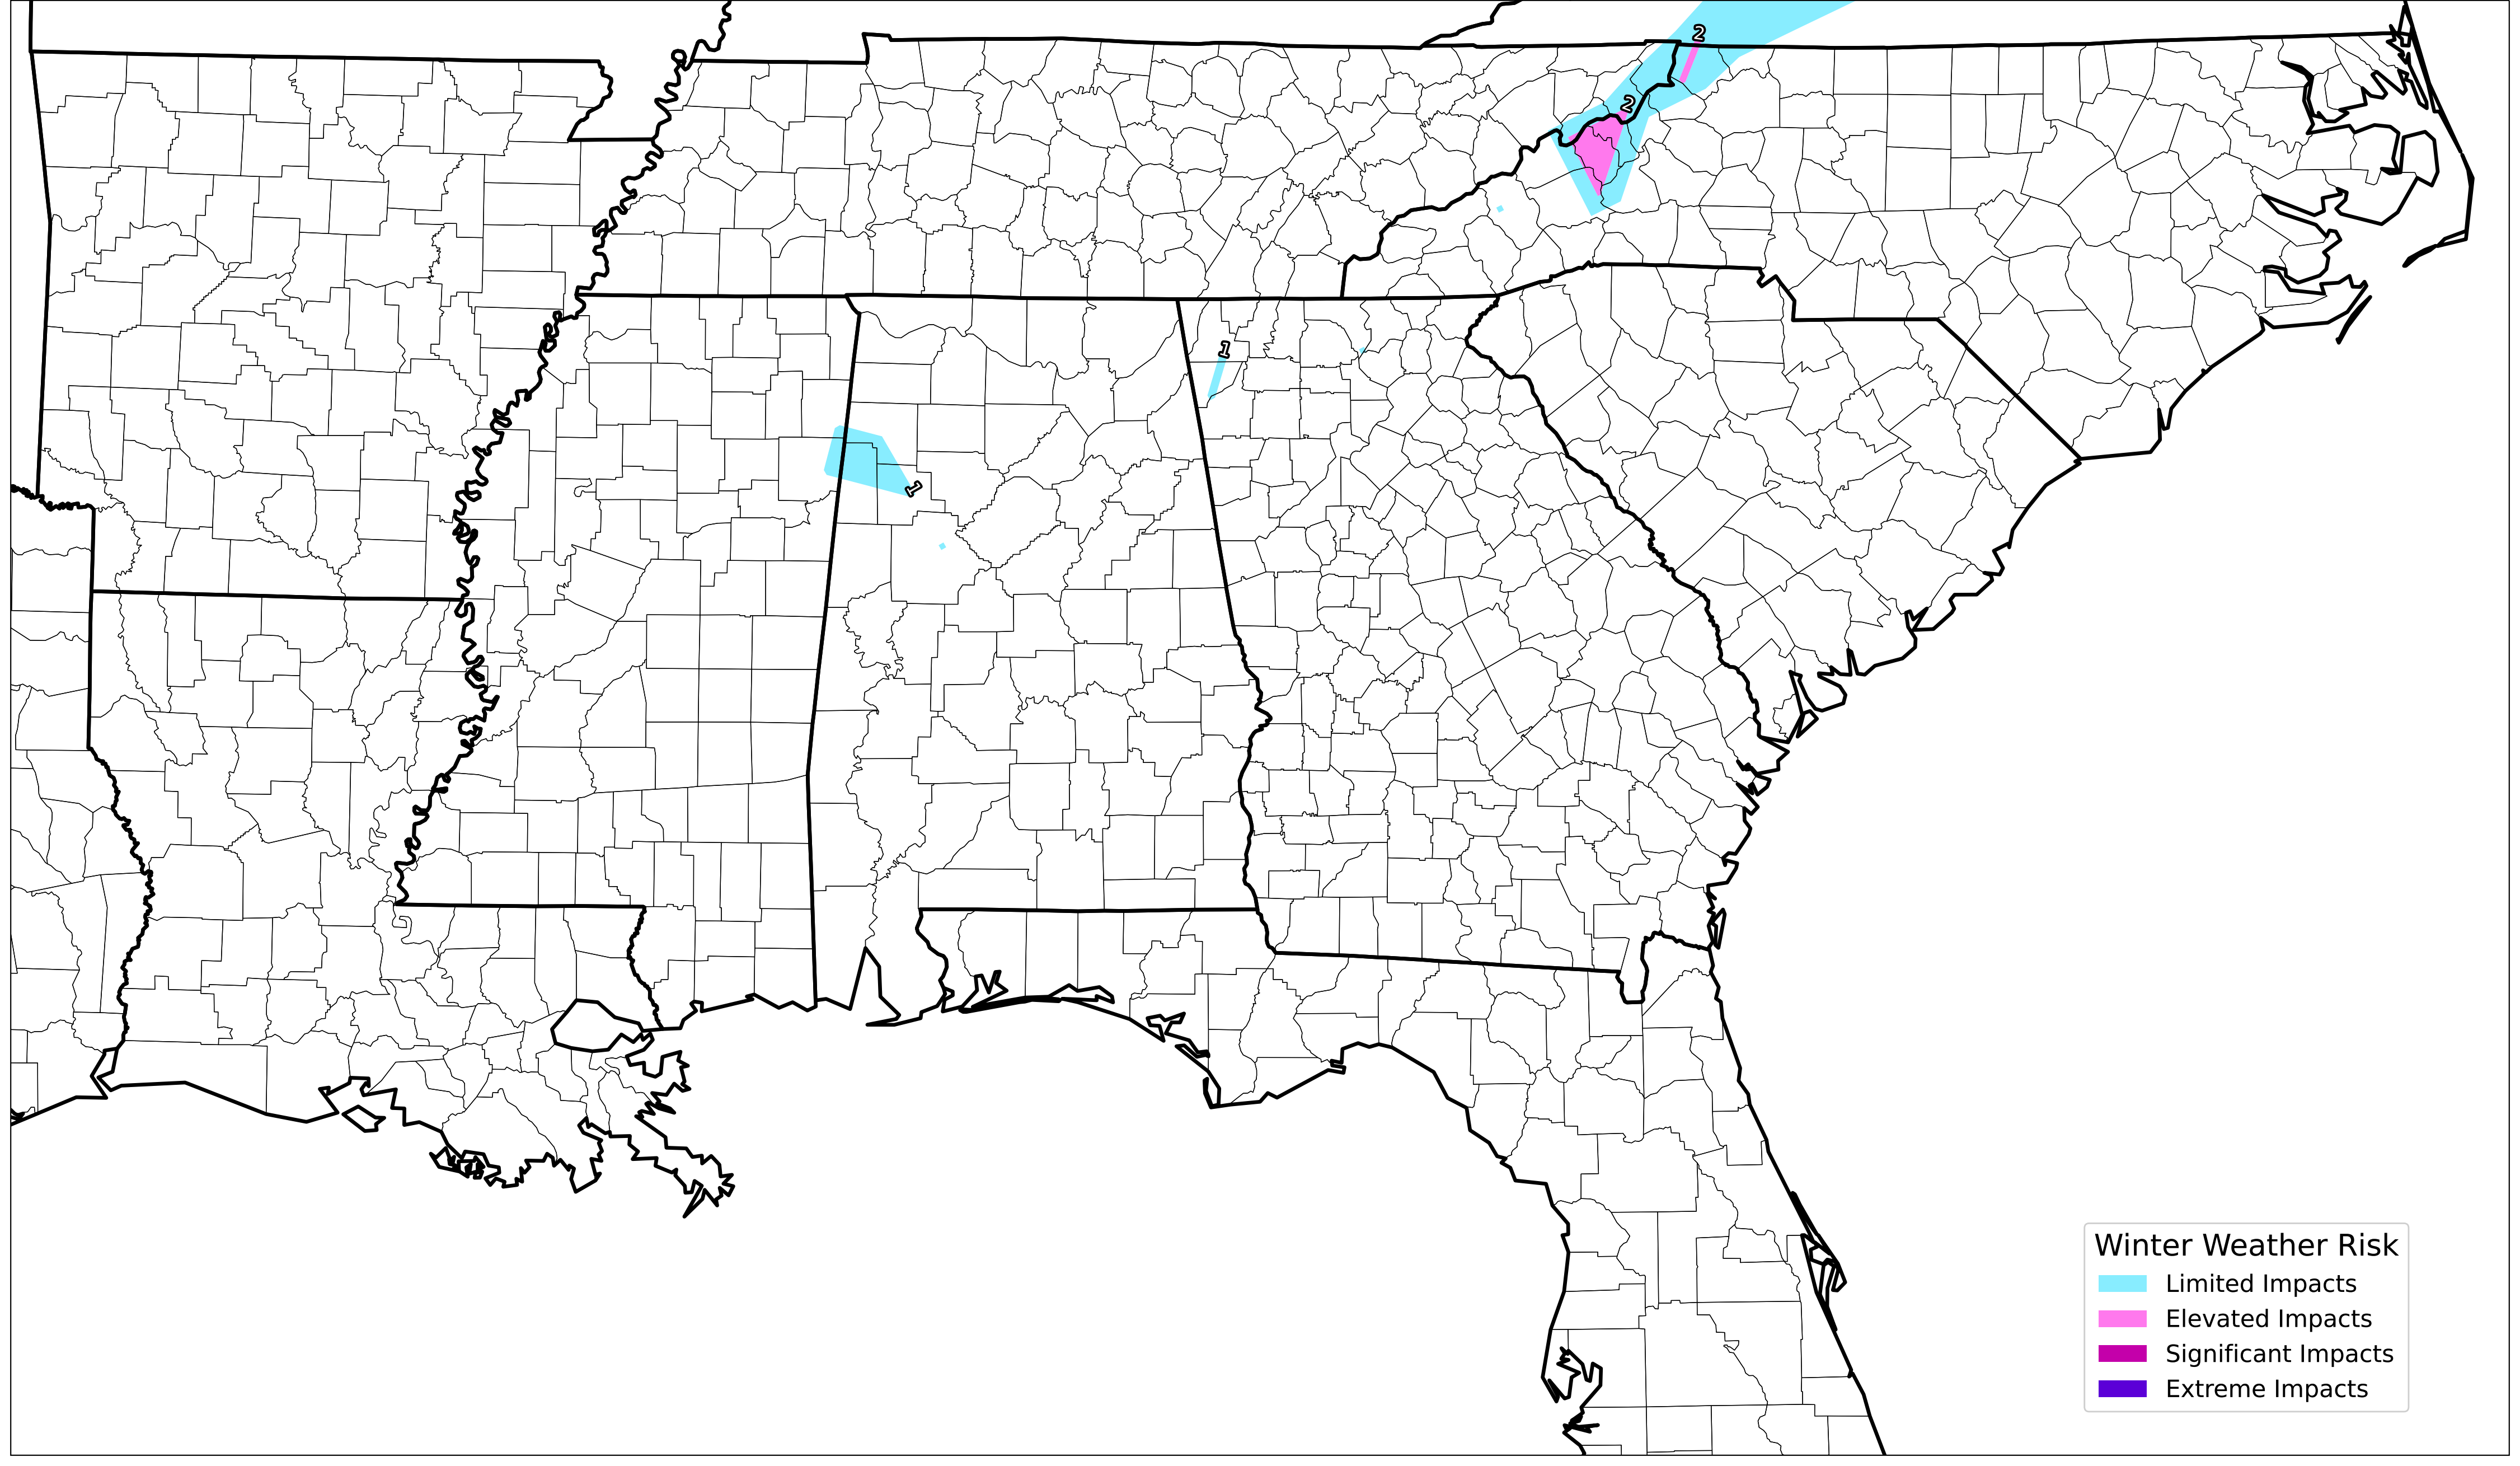 2
2
1
1
Winter Weather Risk
Limited Impacts
Elevated Impacts
Significant Impacts
Extreme Impacts